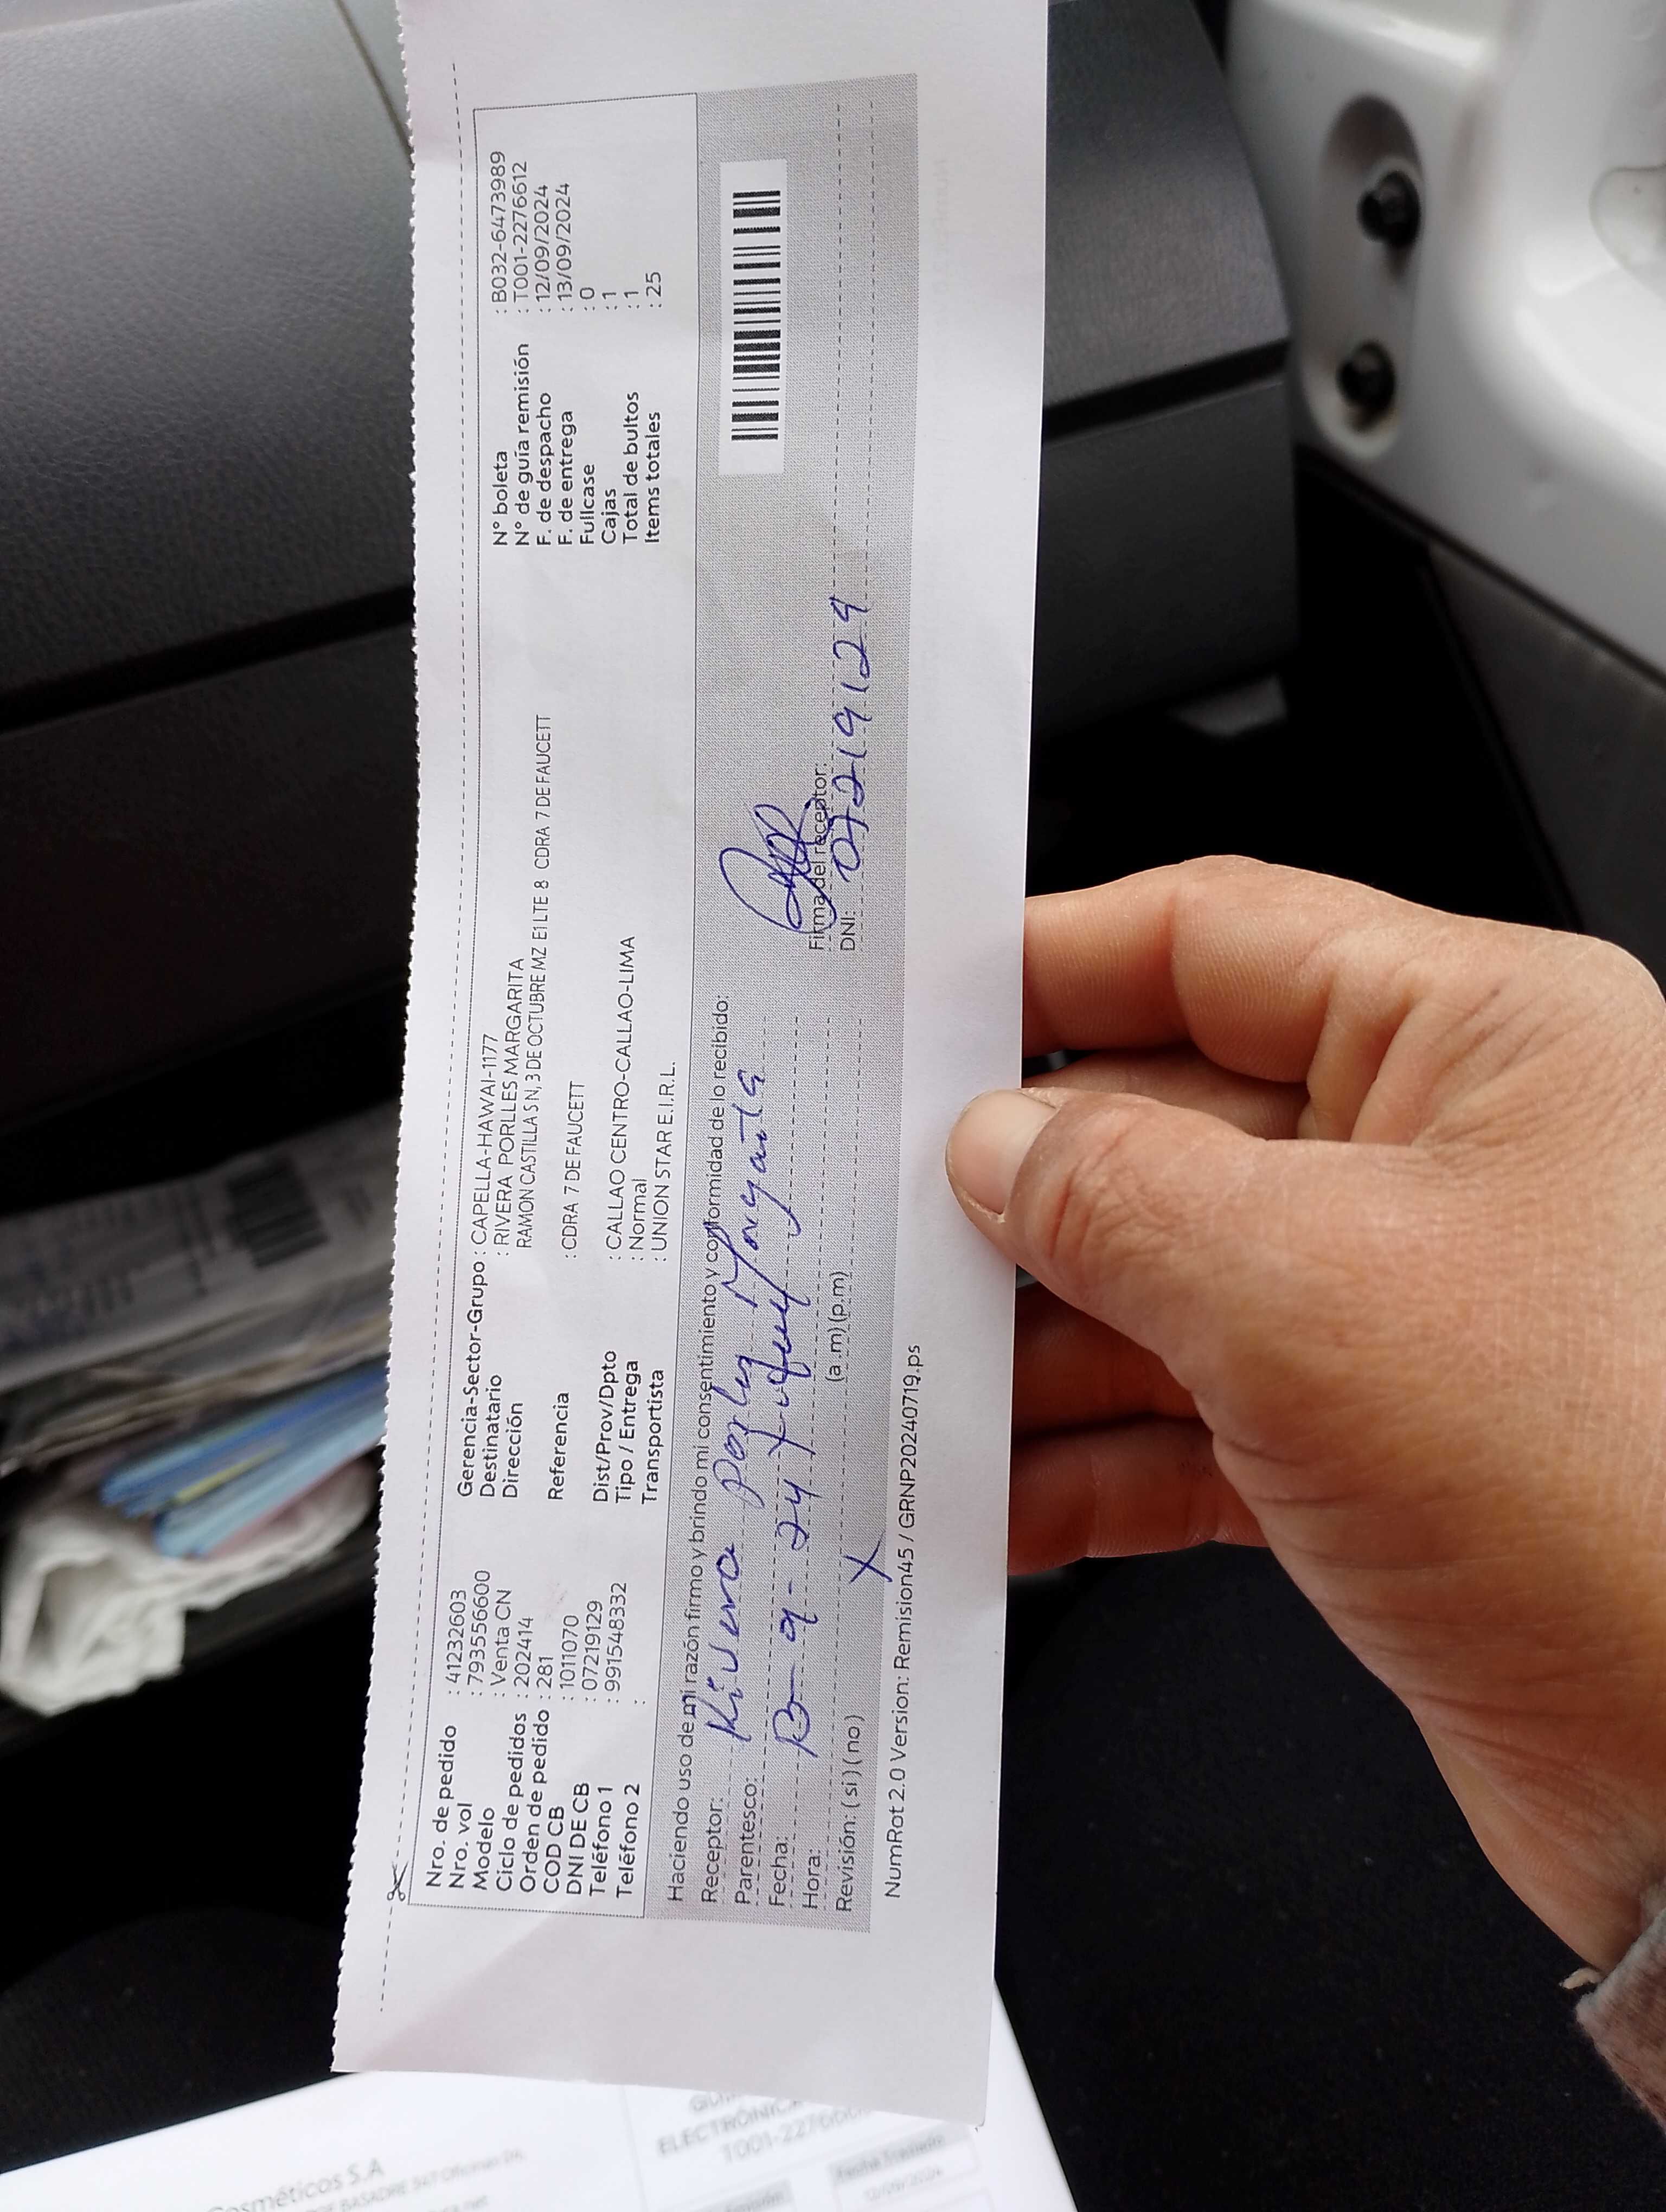 Nro. de pedido : 41232603
Nro. vol : 793556600
Modelo : Venta CN
Ciclo de pedidos : 202414
Orden de pedido : 281
COD CB : 1011070
DNI DE CB : 07219129
Teléfono 1 : 991548332
Teléfono 2 :
Gerencia-Sector-Grupo : CAPELLA-HAWAI-1177
Destinatario : RIVERA PORLLES MARGARITA
Dirección RAMON CASTILLA S N, 3 DE OCTUBRE MZ E1 LTE 8 CDRA 7 DE FAUCETT
Referencia : CDRA 7 DE FAUCETT
Dist/Prov/Dpto : CALLAO CENTRO-CALLAO-LIMA
Tipo / Entrega : Normal
Transportista : UNION STAR E.I.R.L.
N° boleta : B032-6473989
N° de guía remisión : T001-2276612
F. de despacho : 12/09/2024
F. de entrega : 13/09/2024
Fullcase : 0
Cajas : 1
Total de bultos : 1
Items totales : 25
Haciendo uso de mi razón firmo y brindo mi consentimiento y conformidad de lo recibido:
Receptor: Rivera
Parentesco:
Fecha: 13-9-24
Hora: (a.m) (p.m)
Revisión: ( si ) ( no ) X
Firma del receptor:
DNI: 07219129
NumRot 2.0 Version: Remision45 / GRNP20240719.ps
Cosméticos S.A
ELECTRÓNICA
Fecha Traslado